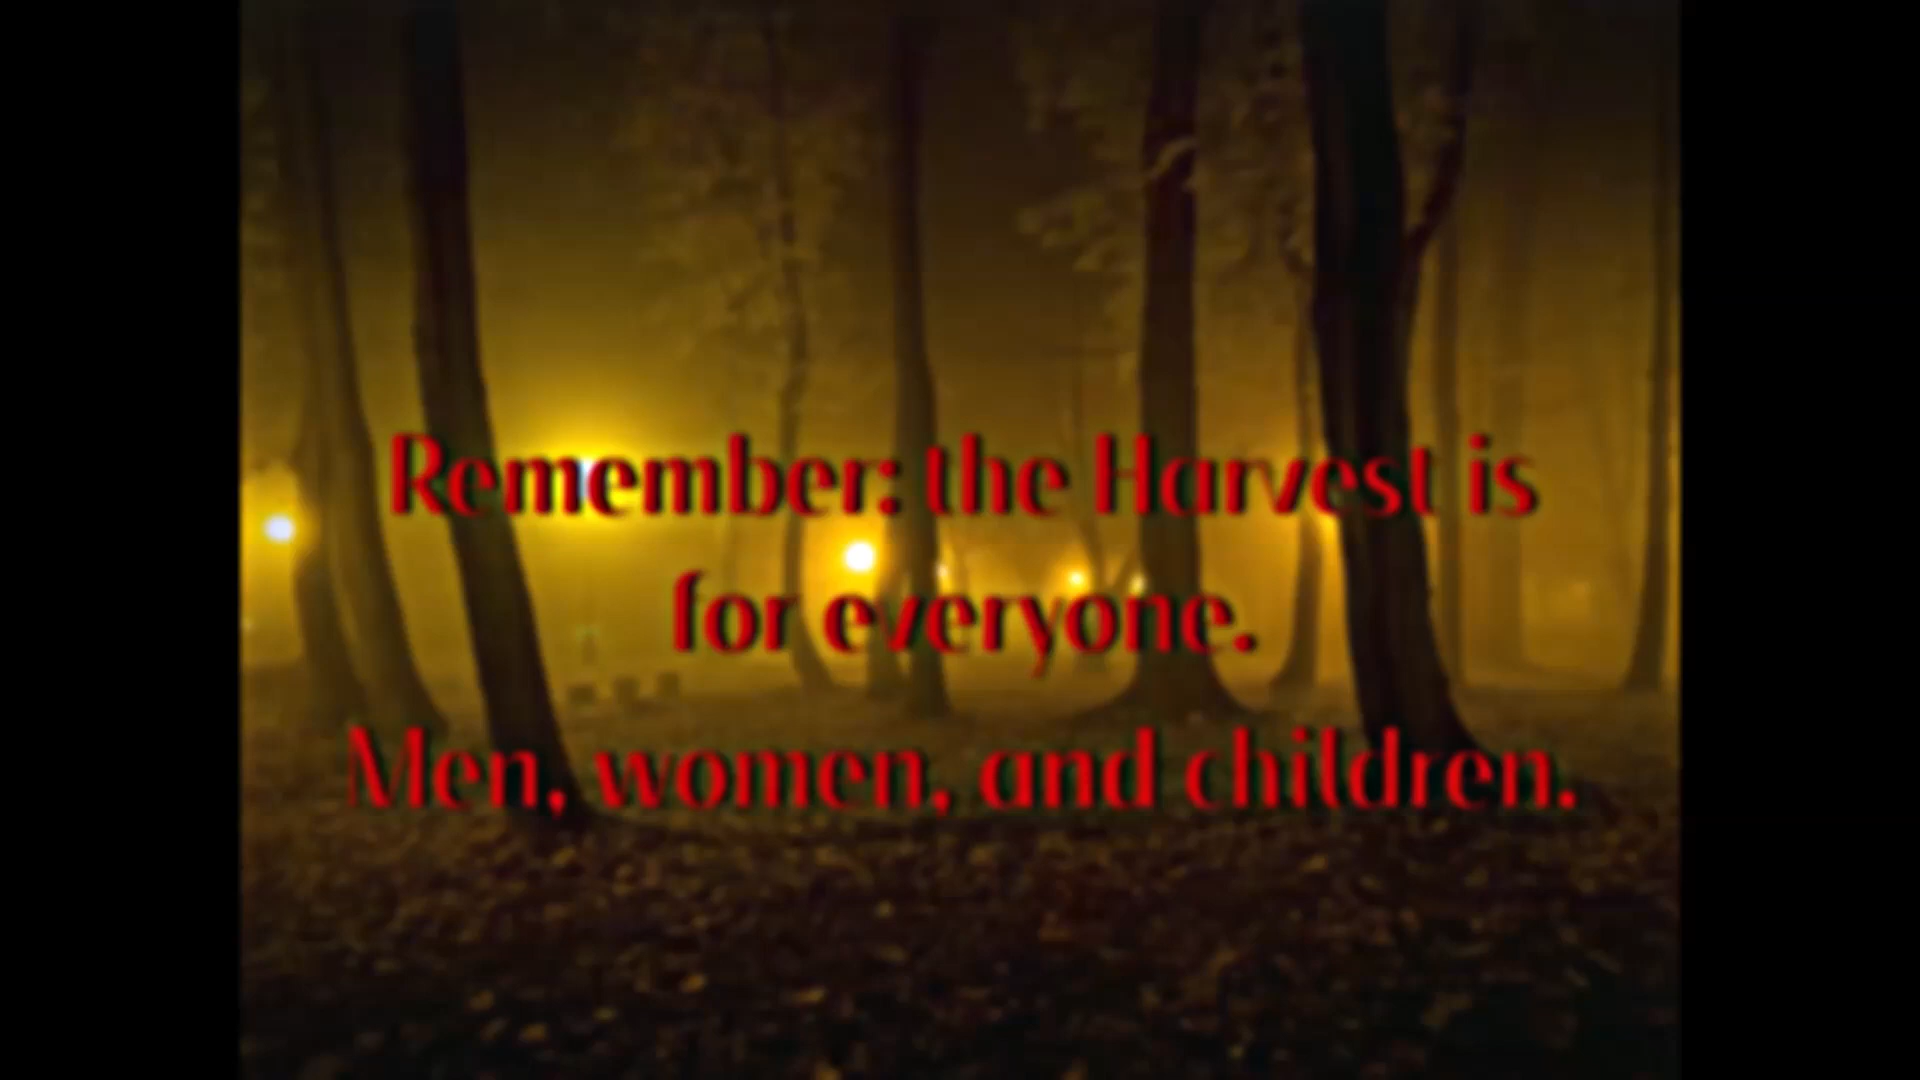 Remember: the Harvest is
for everyone.
Men, women, and children.